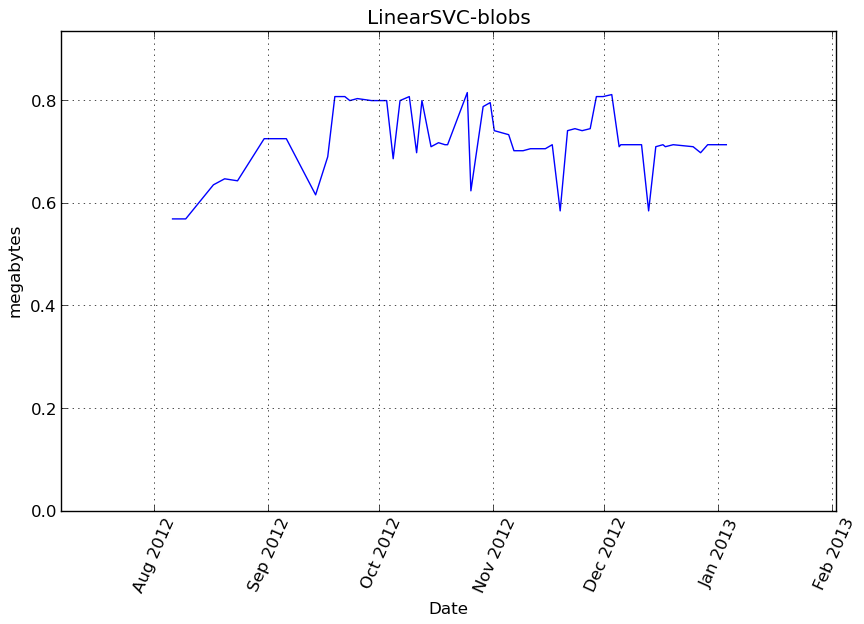 LinearSVC-blobs
megabytes
0.8
0.6
0.4
0.2
0.0
Aug 2012
Sep 2012
Oct 2012
Nov 2012
Dec 2012
Jan 2013
Feb 2013
Date